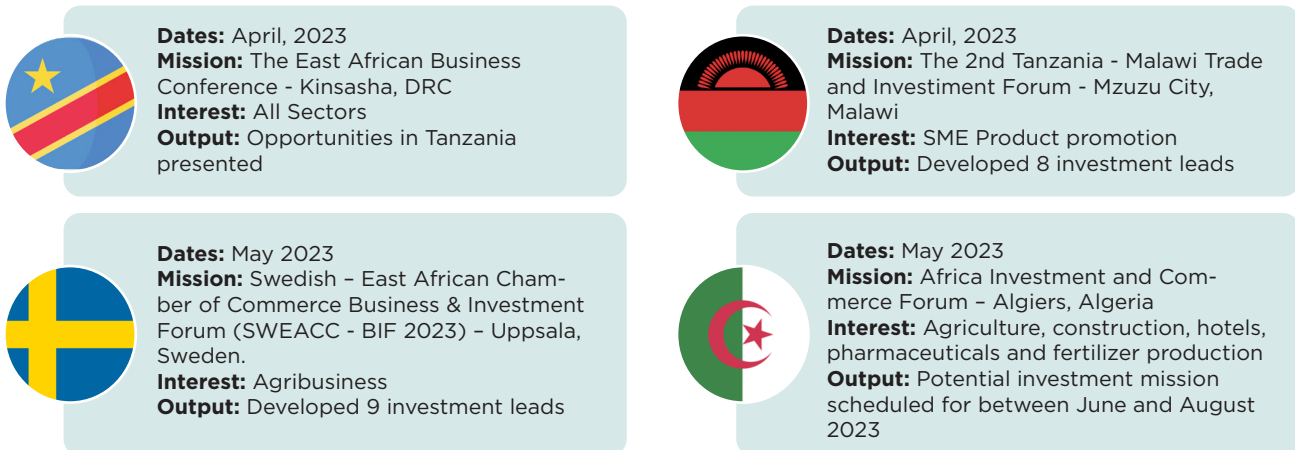 Dates: April, 2023
Mission: The East African Business
Conference - Kinsasha, DRC
Interest: All Sectors
Output: Opportunities in Tanzania
presented
Dates: April, 2023
Mission: The 2nd Tanzania - Malawi Trade
and Investiment Forum - Mzuzu City,
Malawi
Interest: SME Product promotion
Output: Developed 8 investment leads
Dates: May 2023
Mission: Swedish – East African Cham-
ber of Commerce Business & Investment
Forum (SWEACC - BIF 2023) – Uppsala,
Sweden.
Interest: Agribusiness
Output: Developed 9 investment leads
Dates: May 2023
Mission: Africa Investment and Com-
merce Forum – Algiers, Algeria
Interest: Agriculture, construction, hotels,
pharmaceuticals and fertilizer production
Output: Potential investment mission
scheduled for between June and August
2023